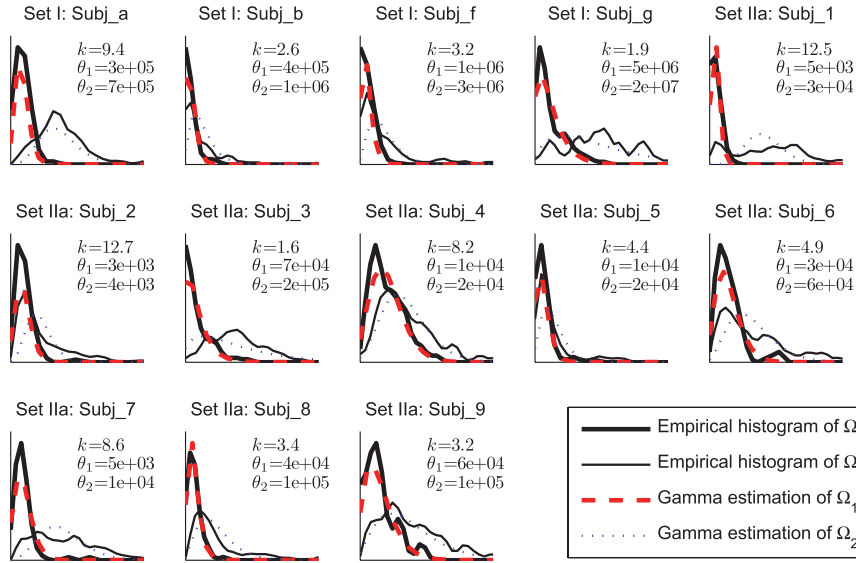 Set I: Subj_a
k=9.4
θ1=3e+05
θ2=7e+05
Set I: Subj_b
k=2.6
θ1=4e+05
θ2=1e+06
Set I: Subj_f
k=3.2
θ1=1e+06
θ2=3e+06
Set I: Subj_g
k=1.9
θ1=5e+06
θ2=2e+07
Set IIa: Subj_1
k=12.5
θ1=5e+03
θ2=3e+04
Set IIa: Subj_2
k=12.7
θ1=3e+03
θ2=4e+03
Set IIa: Subj_3
k=1.6
θ1=7e+04
θ2=2e+05
Set IIa: Subj_4
k=8.2
θ1=1e+04
θ2=2e+04
Set IIa: Subj_5
k=4.4
θ1=1e+04
θ2=2e+04
Set IIa: Subj_6
k=4.9
θ1=3e+04
θ2=6e+04
Set IIa: Subj_7
k=8.6
θ1=5e+03
θ2=1e+04
Set IIa: Subj_8
k=3.4
θ1=4e+04
θ2=1e+05
Set IIa: Subj_9
k=3.2
θ1=6e+04
θ2=1e+05
Empirical histogram of Ω
Empirical histogram of Ω
Gamma estimation of Ω1
Gamma estimation of Ω2